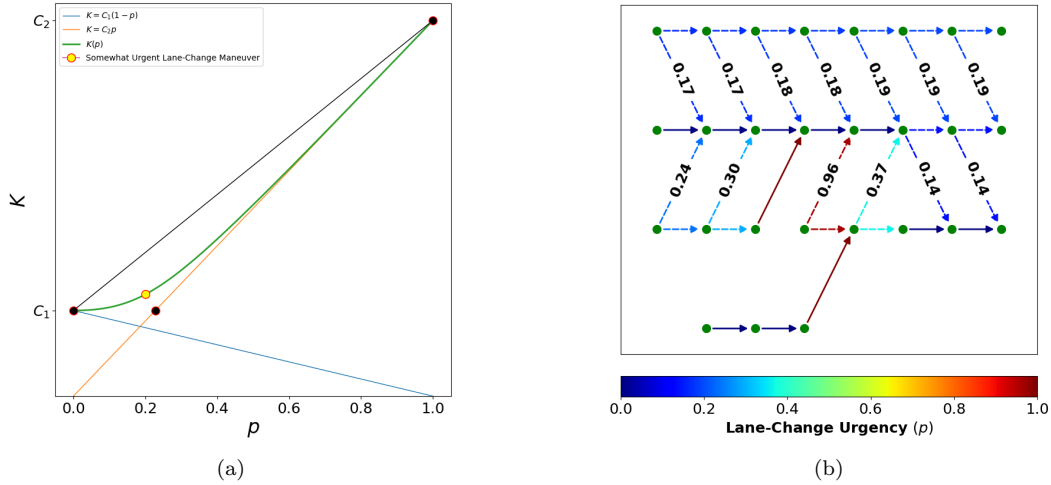 C₂
K = C₁(1 − p)
K = C₂p
K(p)
Somewhat Urgent Lane-Change Maneuver
K
C₁
0.0 0.2 0.4 0.6 0.8 1.0
p
(a)
0.17 0.17 0.18 0.18 0.19 0.19 0.19
0.24 0.30 0.96 0.37 0.14 0.14
0.0 0.2 0.4 0.6 0.8 1.0
Lane-Change Urgency (p)
(b)